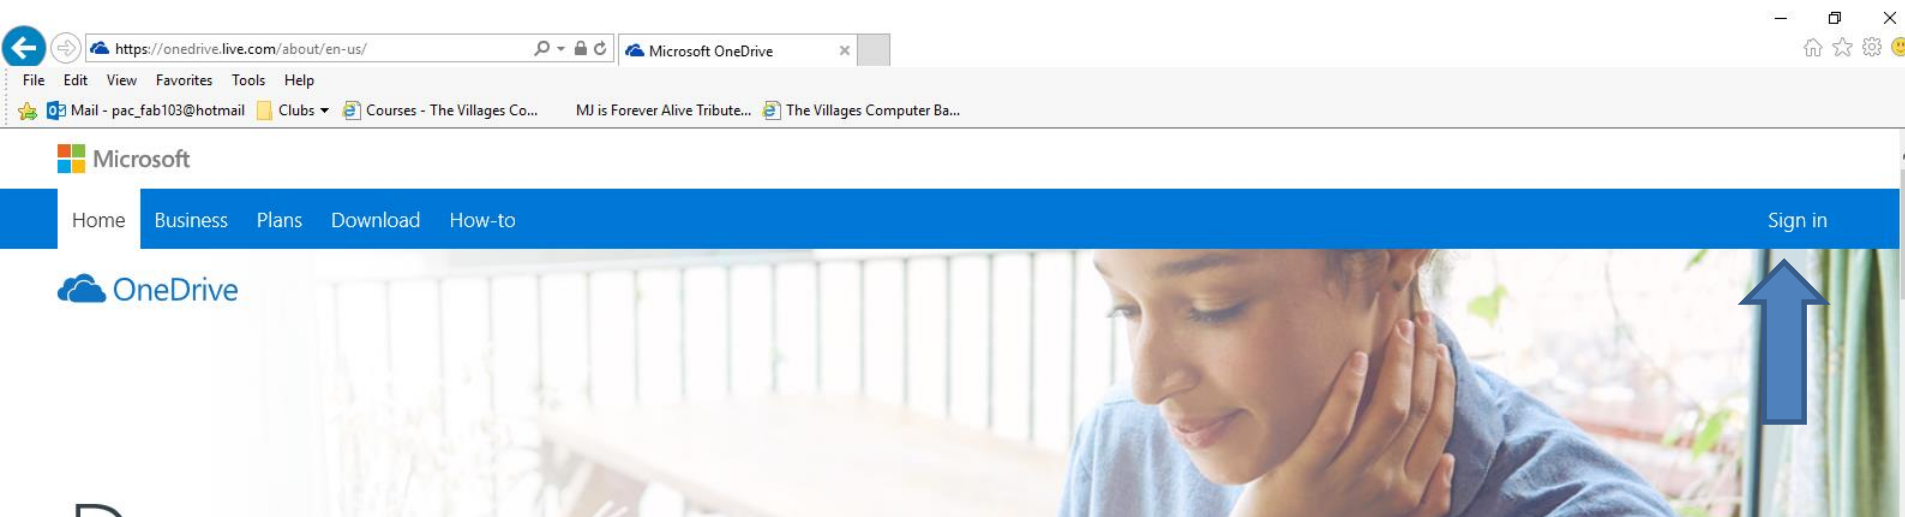 https://onedrive.live.com/about/en-us/
Microsoft OneDrive
File Edit View Favorites Tools Help
Mail - pac_fab103@hotmail Clubs Courses - The Villages Co... MJ is Forever Alive Tribute... The Villages Computer Ba...
Microsoft
Home Business Plans Download How-to Sign in
OneDrive